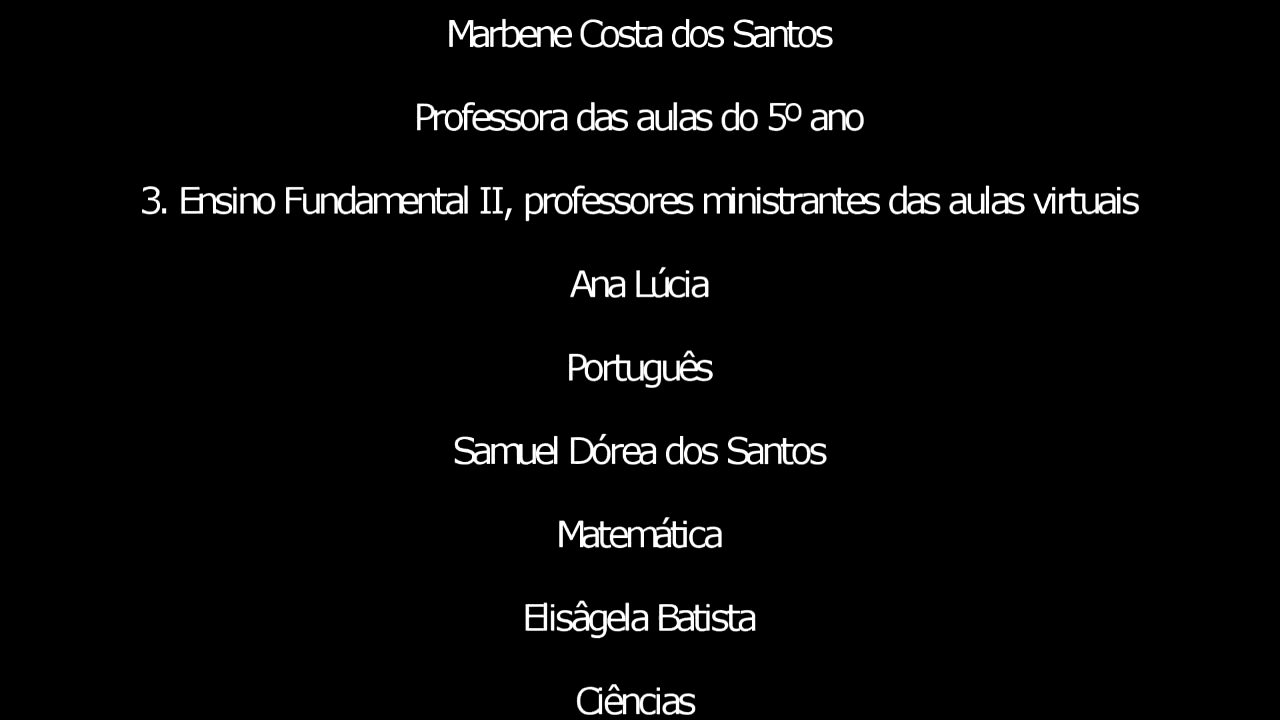 Marbene Costa dos Santos
Professora das aulas do 5º ano
3. Ensino Fundamental II, professores ministrantes das aulas virtuais
Ana Lúcia
Português
Samuel Dórea dos Santos
Matemática
Elisâgela Batista
Ciências